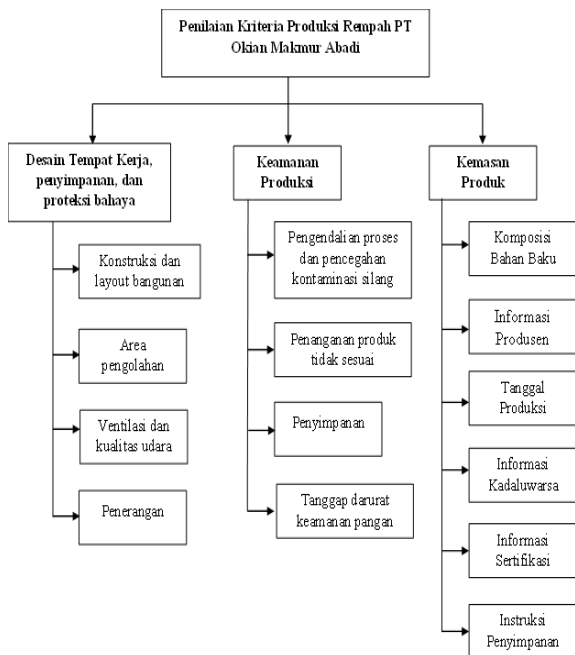 Penilaian Kriteria Produksi Rempah PT
Okian Makmur Abadi
Desain Tempat Kerja,
penyimpanan, dan
proteksi bahaya
Konstruksi dan
layout bangunan
Area
pengolahan
Ventilasi dan
kualitas udara
Penerangan
Keamanan
Produksi
Pengendalian proses
dan pencegahan
kontaminasi silang
Penanganan produk
tidak sesuai
Penyimpanan
Tanggap darurat
keamanan pangan
Kemasan
Produk
Komposisi
Bahan Baku
Informasi
Produsen
Tanggal
Produksi
Informasi
Kadaluwarsa
Informasi
Sertifikasi
Instruksi
Penyimpanan